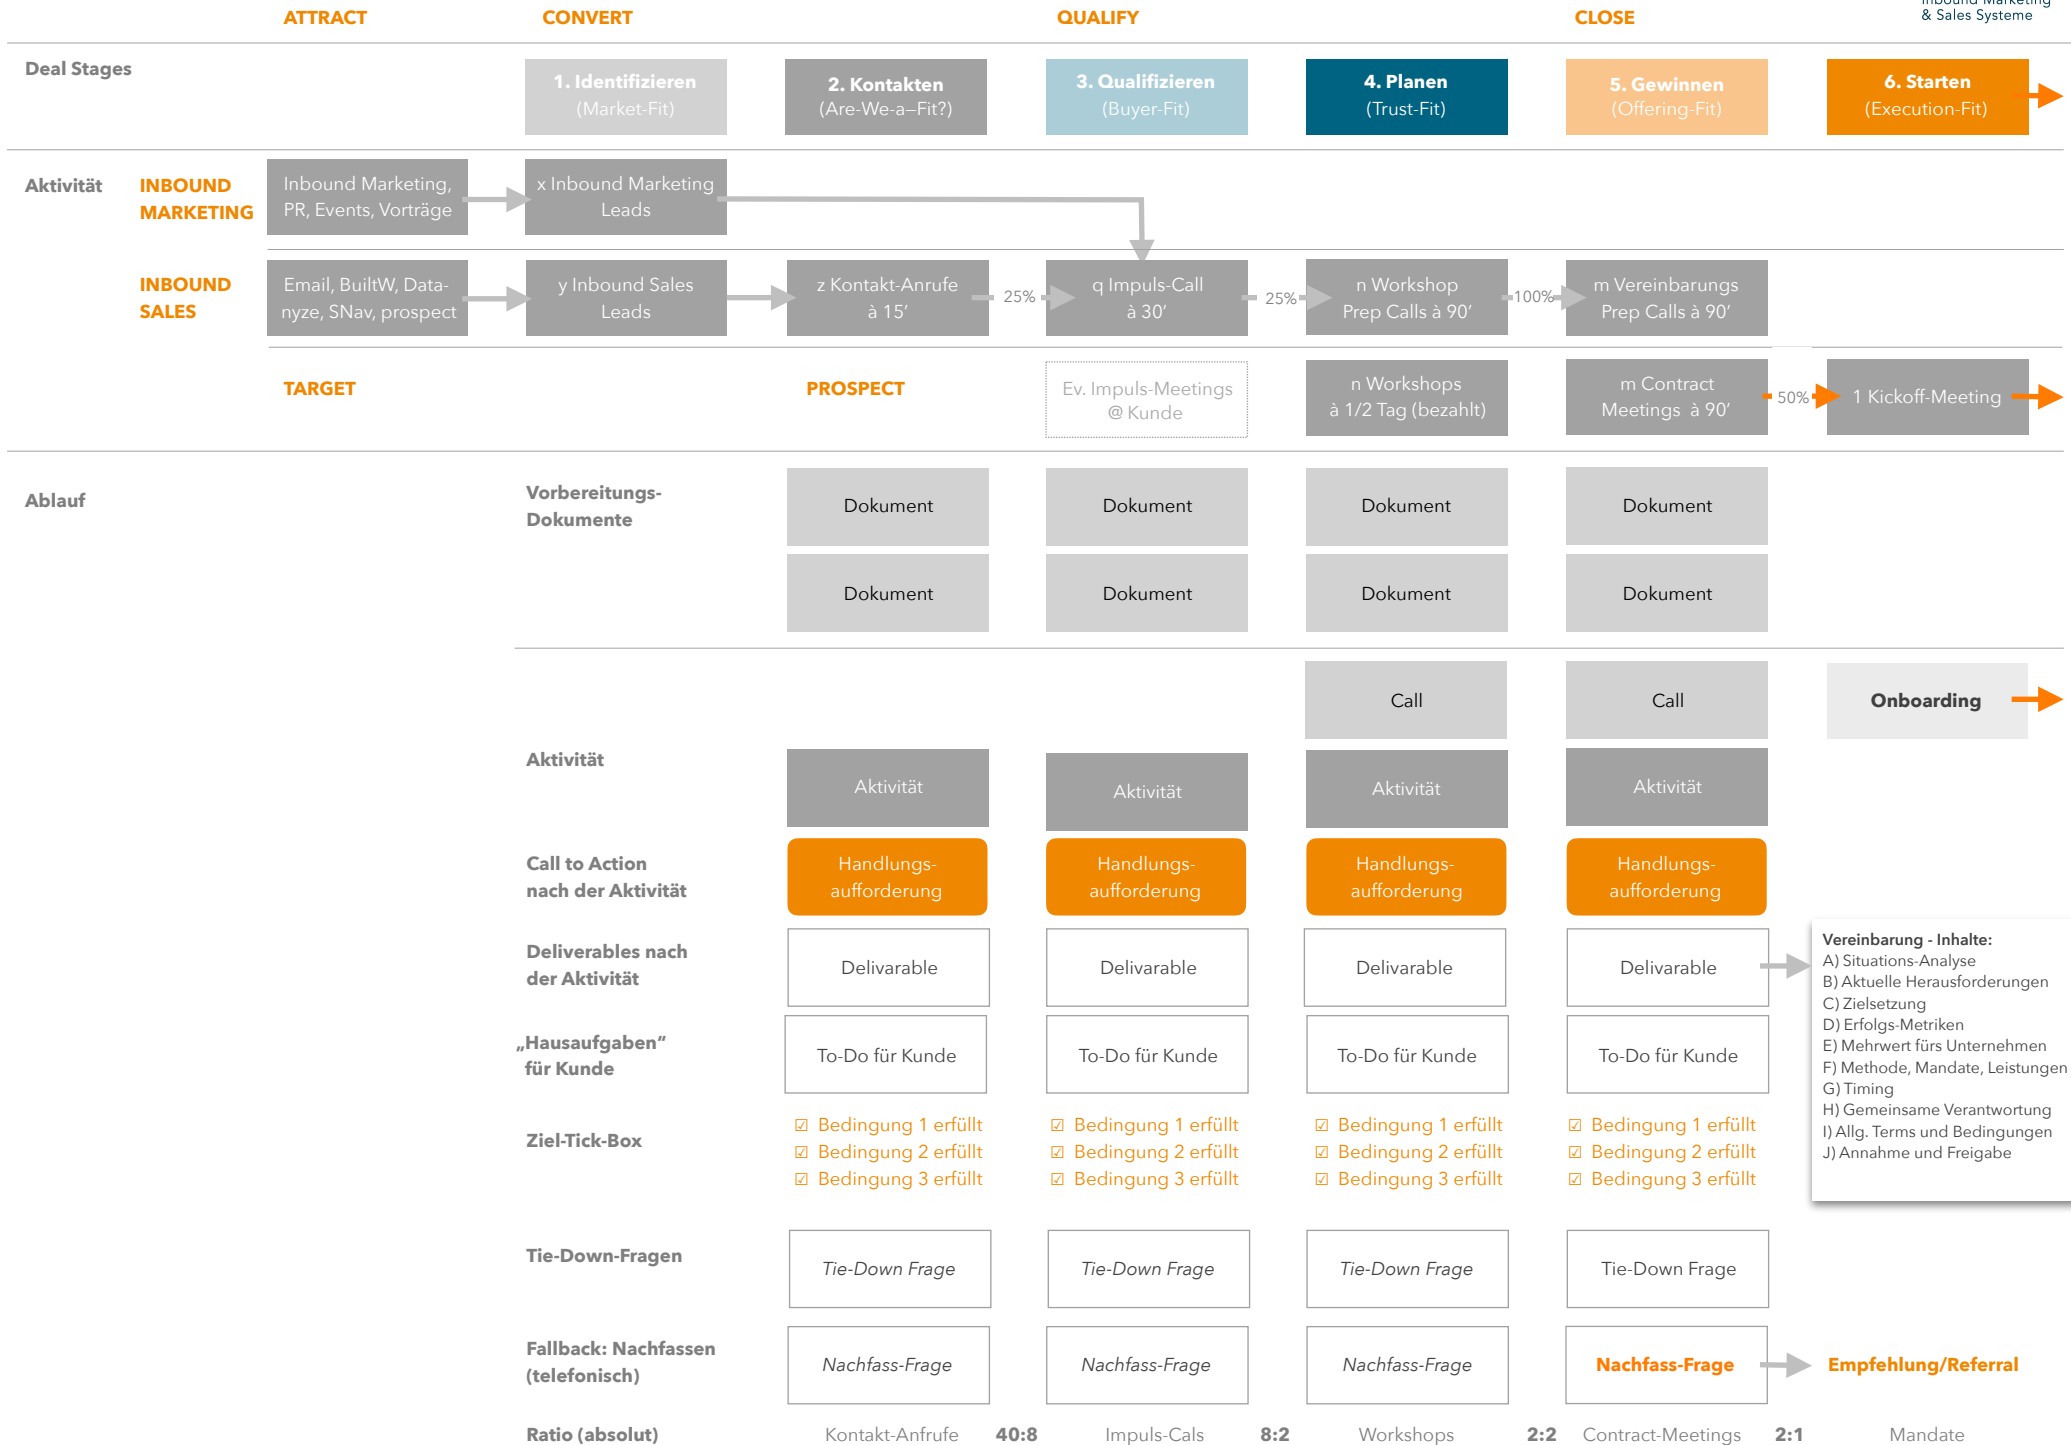 Inbound Marketing
& Sales Systeme
ATTRACT CONVERT QUALIFY CLOSE
Deal Stages
1. Identifizieren
(Market-Fit)
2. Kontakten
(Are-We-a–Fit?)
3. Qualifizieren
(Buyer-Fit)
4. Planen
(Trust-Fit)
5. Gewinnen
(Offering-Fit)
6. Starten
(Execution-Fit)
Aktivität
INBOUND
MARKETING
Inbound Marketing,
PR, Events, Vorträge
x Inbound Marketing
Leads
INBOUND
SALES
Email, BuiltW, Data-
nyze, SNav, prospect
y Inbound Sales
Leads
z Kontakt-Anrufe
à 15′
25%
q Impuls-Call
à 30′
25%
n Workshop
Prep Calls à 90′
100%
m Vereinbarungs
Prep Calls à 90′
TARGET
PROSPECT
Ev. Impuls-Meetings
@ Kunde
n Workshops
à 1/2 Tag (bezahlt)
m Contract
Meetings à 90′
50%
1 Kickoff-Meeting
Ablauf
Vorbereitungs-
Dokumente
Dokument Dokument Dokument Dokument
Dokument Dokument Dokument Dokument
Call Call Onboarding
Aktivität
Aktivität Aktivität Aktivität Aktivität
Call to Action
nach der Aktivität
Handlungs-
aufforderung
Handlungs-
aufforderung
Handlungs-
aufforderung
Handlungs-
aufforderung
Deliverables nach
der Aktivität
Delivarable Delivarable Delivarable Delivarable
Vereinbarung - Inhalte:
A) Situations-Analyse
B) Aktuelle Herausforderungen
C) Zielsetzung
D) Erfolgs-Metriken
E) Mehrwert fürs Unternehmen
F) Methode, Mandate, Leistungen
G) Timing
H) Gemeinsame Verantwortung
I) Allg. Terms und Bedingungen
J) Annahme und Freigabe
„Hausaufgaben“
für Kunde
To-Do für Kunde To-Do für Kunde To-Do für Kunde To-Do für Kunde
Ziel-Tick-Box
☑ Bedingung 1 erfüllt ☑ Bedingung 1 erfüllt ☑ Bedingung 1 erfüllt ☑ Bedingung 1 erfüllt
☑ Bedingung 2 erfüllt ☑ Bedingung 2 erfüllt ☑ Bedingung 2 erfüllt ☑ Bedingung 2 erfüllt
☑ Bedingung 3 erfüllt ☑ Bedingung 3 erfüllt ☑ Bedingung 3 erfüllt ☑ Bedingung 3 erfüllt
Tie-Down-Fragen
Tie-Down Frage Tie-Down Frage Tie-Down Frage Tie-Down Frage
Fallback: Nachfassen
(telefonisch)
Nachfass-Frage Nachfass-Frage Nachfass-Frage Nachfass-Frage Empfehlung/Referral
Ratio (absolut) Kontakt-Anfrufe 40:8 Impuls-Cals 8:2 Workshops 2:2 Contract-Meetings 2:1 Mandate